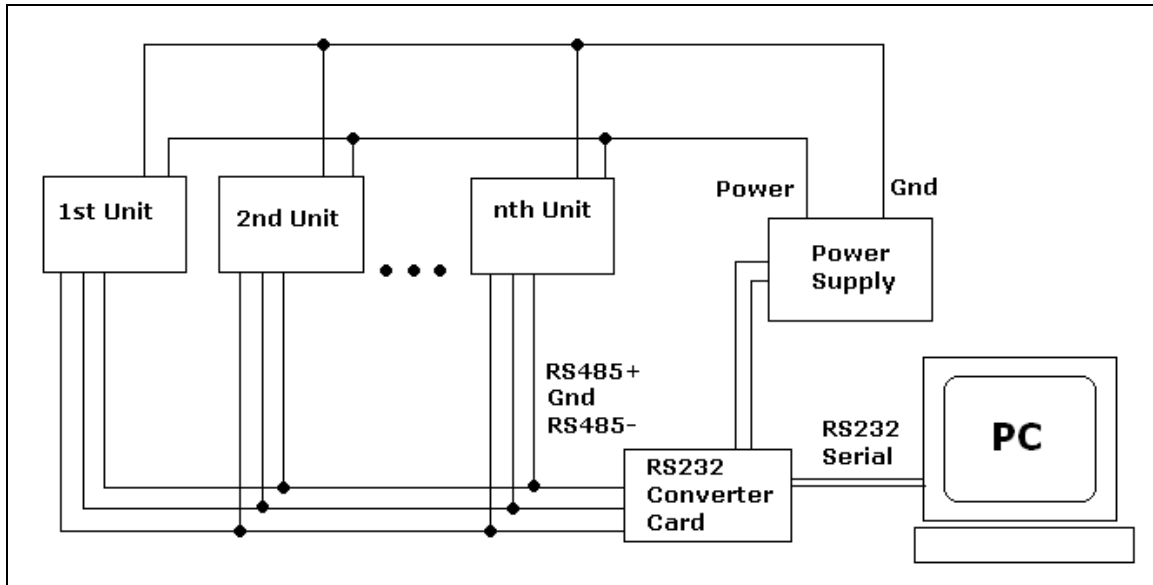 1st Unit
2nd Unit
nth Unit
Power
Gnd
Power
Supply
RS485+
Gnd
RS485-
RS232
Serial
PC
RS232
Converter
Card